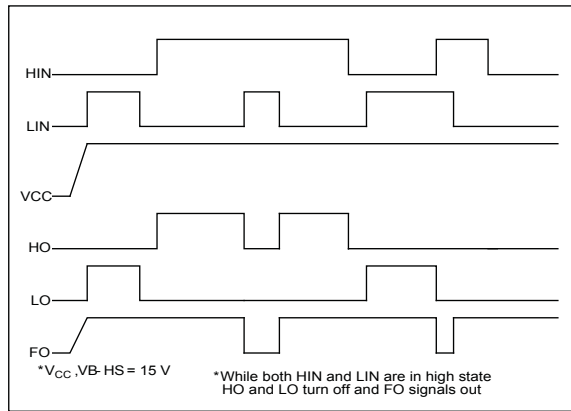 HIN
LIN
VCC
HO
LO
FO
*VCC ,VB- HS = 15 V
*While both HIN and LIN are in high state
HO and LO turn off and FO signals out